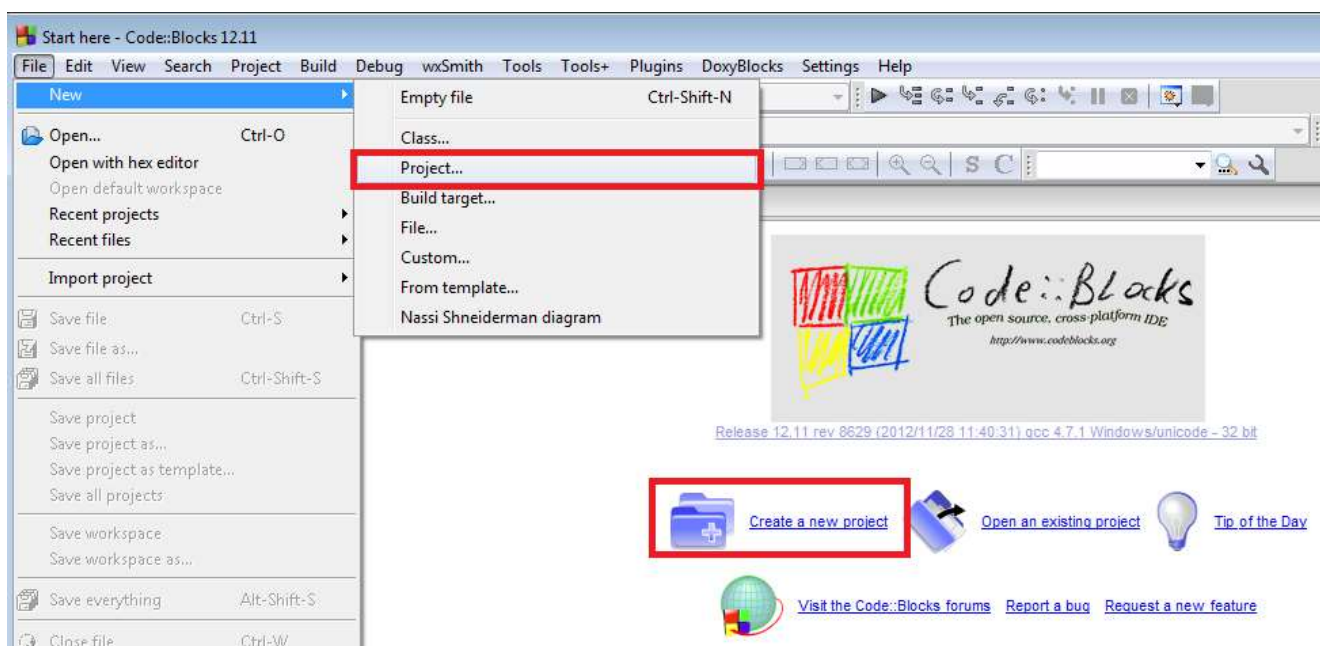 Start here - Code::Blocks 12.11
File Edit View Search Project Build Debug wxSmith Tools Tools+ Plugins DoxyBlocks Settings Help
New
Open... Ctrl-O
Open with hex editor
Open default workspace
Recent projects
Recent files
Import project
Save file Ctrl-S
Save file as...
Save all files Ctrl-Shift-S
Save project
Save project as...
Save project as template...
Save all projects
Save workspace
Save workspace as...
Save everything Alt-Shift-S
Close file Ctrl-W
Empty file Ctrl-Shift-N
Class...
Project...
Build target...
File...
Custom...
From template...
Nassi Shneiderman diagram
S C
Code::Blocks
The open source, cross-platform IDE
http://www.codeblocks.org
Release 12.11 rev 8629 (2012/11/28 11:40:31) gcc 4.7.1 Windows/unicode - 32 bit
Create a new project Open an existing project Tip of the Day
Visit the Code::Blocks forums Report a bug Request a new feature